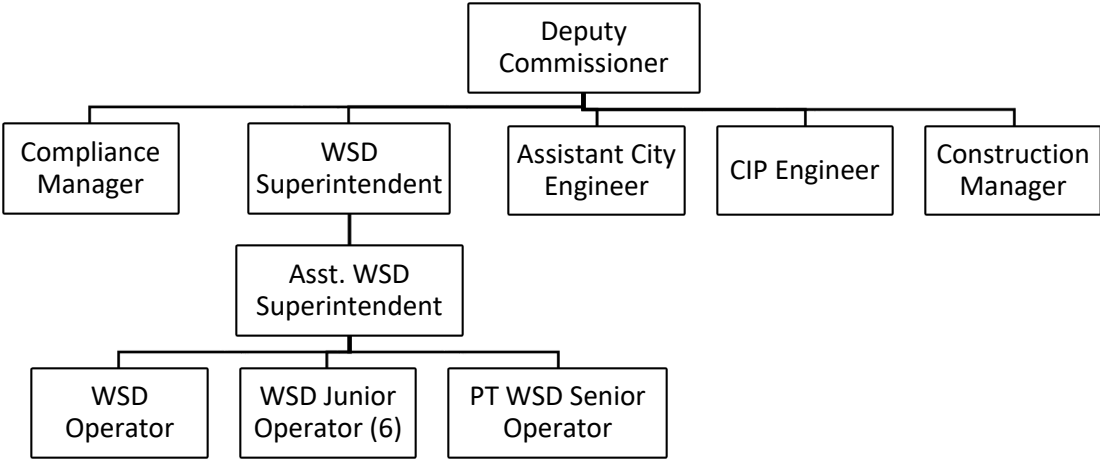 Deputy
Commissioner
Compliance
Manager
WSD
Superintendent
Assistant City
Engineer
CIP Engineer
Construction
Manager
Asst. WSD
Superintendent
WSD
Operator
WSD Junior
Operator (6)
PT WSD Senior
Operator